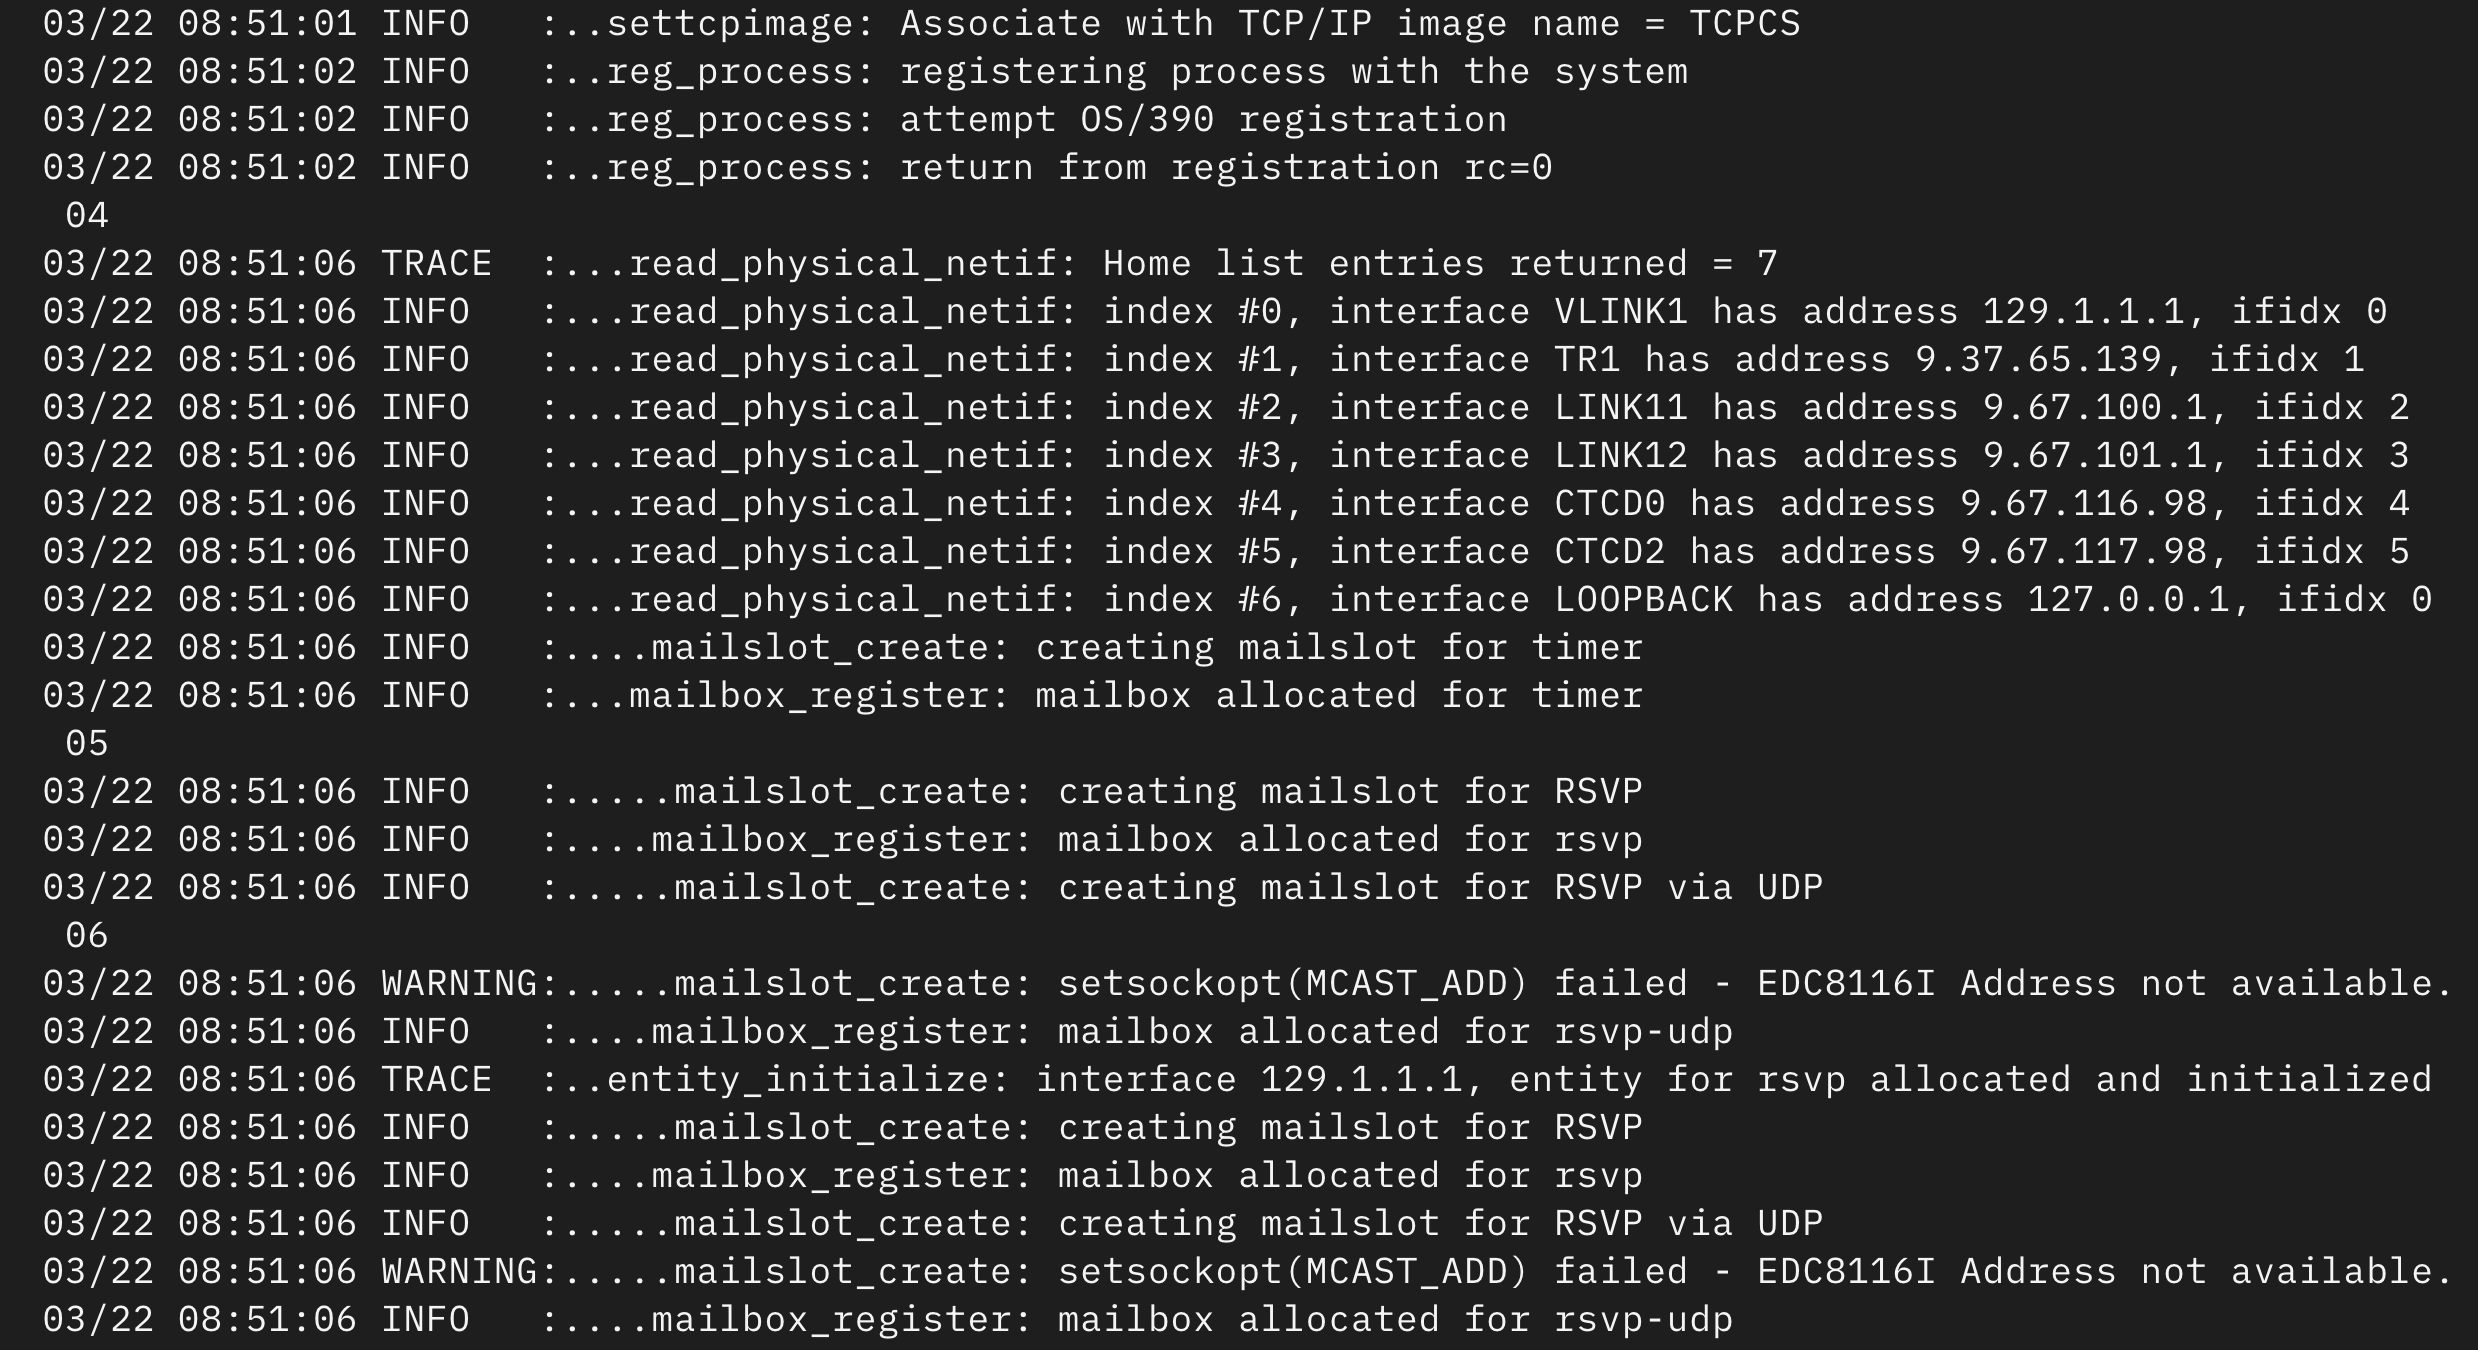 03/22 08:51:01 INFO   :..settcpimage: Associate with TCP/IP image name = TCPCS
03/22 08:51:02 INFO   :..reg_process: registering process with the system
03/22 08:51:02 INFO   :..reg_process: attempt OS/390 registration
03/22 08:51:02 INFO   :..reg_process: return from registration rc=0
 04
03/22 08:51:06 TRACE  :...read_physical_netif: Home list entries returned = 7
03/22 08:51:06 INFO   :...read_physical_netif: index #0, interface VLINK1 has address 129.1.1.1, ifidx 0
03/22 08:51:06 INFO   :...read_physical_netif: index #1, interface TR1 has address 9.37.65.139, ifidx 1
03/22 08:51:06 INFO   :...read_physical_netif: index #2, interface LINK11 has address 9.67.100.1, ifidx 2
03/22 08:51:06 INFO   :...read_physical_netif: index #3, interface LINK12 has address 9.67.101.1, ifidx 3
03/22 08:51:06 INFO   :...read_physical_netif: index #4, interface CTCD0 has address 9.67.116.98, ifidx 4
03/22 08:51:06 INFO   :...read_physical_netif: index #5, interface CTCD2 has address 9.67.117.98, ifidx 5
03/22 08:51:06 INFO   :...read_physical_netif: index #6, interface LOOPBACK has address 127.0.0.1, ifidx 0
03/22 08:51:06 INFO   :....mailslot_create: creating mailslot for timer
03/22 08:51:06 INFO   :...mailbox_register: mailbox allocated for timer
 05
03/22 08:51:06 INFO   :.....mailslot_create: creating mailslot for RSVP
03/22 08:51:06 INFO   :....mailbox_register: mailbox allocated for rsvp
03/22 08:51:06 INFO   :.....mailslot_create: creating mailslot for RSVP via UDP
 06
03/22 08:51:06 WARNING:.....mailslot_create: setsockopt(MCAST_ADD) failed - EDC8116I Address not available.
03/22 08:51:06 INFO   :....mailbox_register: mailbox allocated for rsvp-udp
03/22 08:51:06 TRACE  :..entity_initialize: interface 129.1.1.1, entity for rsvp allocated and initialized
03/22 08:51:06 INFO   :.....mailslot_create: creating mailslot for RSVP
03/22 08:51:06 INFO   :....mailbox_register: mailbox allocated for rsvp
03/22 08:51:06 INFO   :.....mailslot_create: creating mailslot for RSVP via UDP
03/22 08:51:06 WARNING:.....mailslot_create: setsockopt(MCAST_ADD) failed - EDC8116I Address not available.
03/22 08:51:06 INFO   :....mailbox_register: mailbox allocated for rsvp-udp